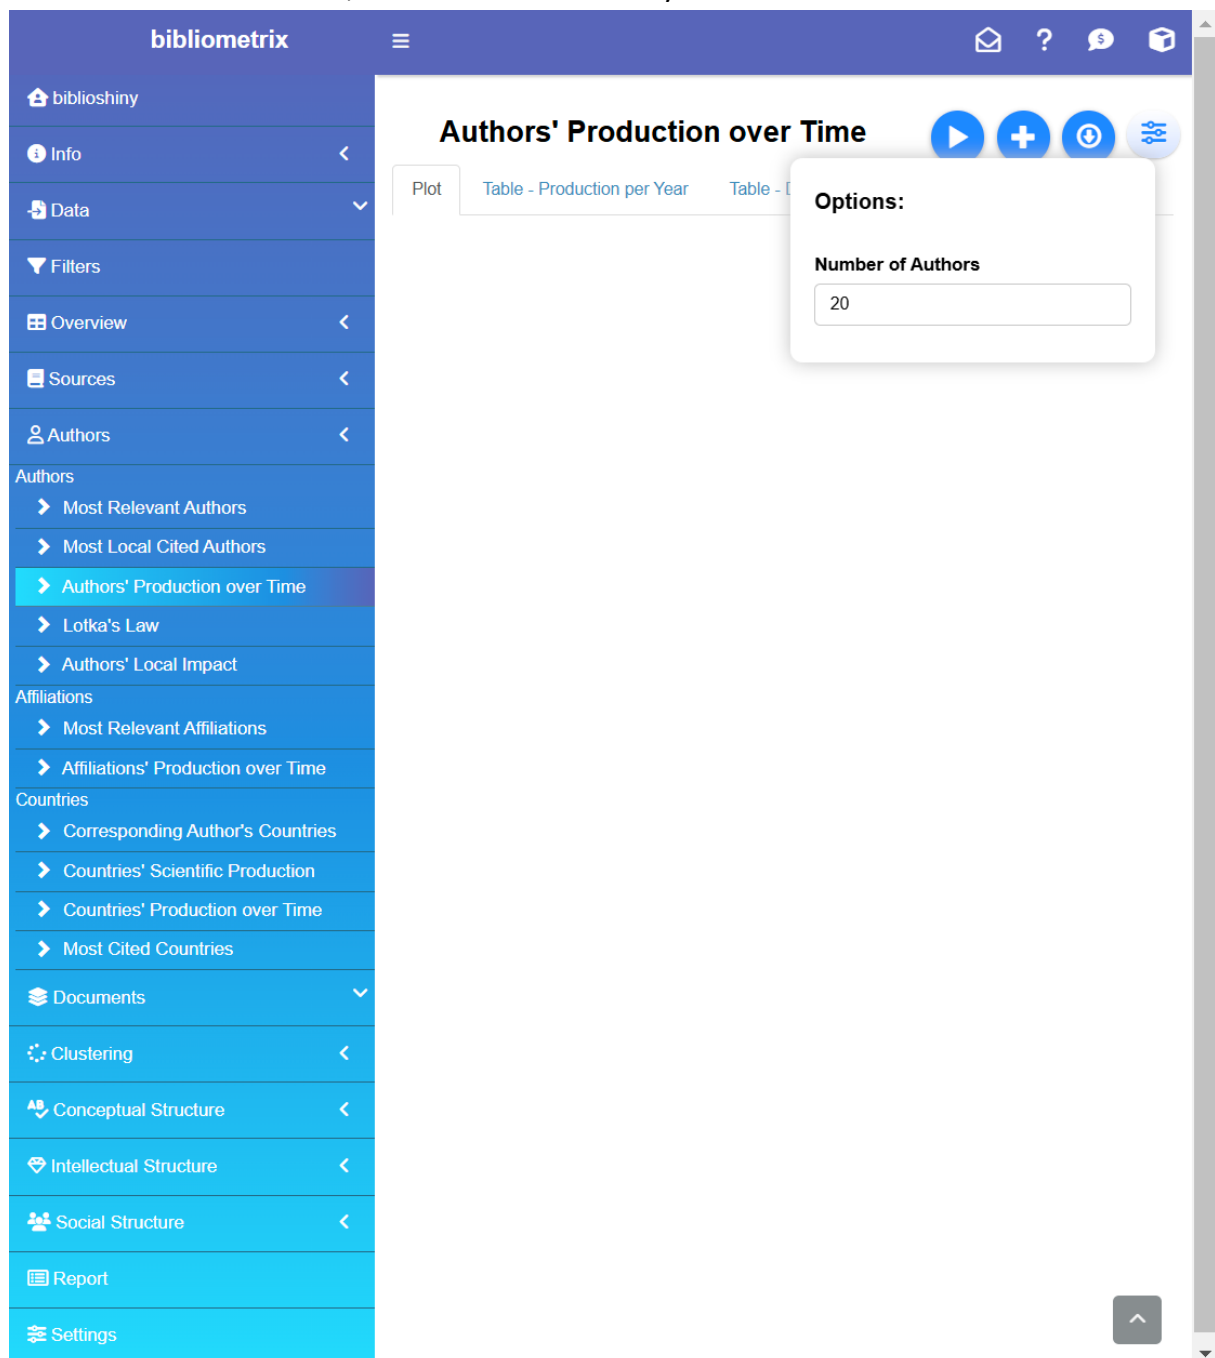 bibliometrix
biblioshiny
Info
Data
Filters
Overview
Sources
Authors
Authors
Most Relevant Authors
Most Local Cited Authors
Authors' Production over Time
Lotka's Law
Authors' Local Impact
Affiliations
Most Relevant Affiliations
Affiliations' Production over Time
Countries
Corresponding Author's Countries
Countries' Scientific Production
Countries' Production over Time
Most Cited Countries
Documents
Clustering
Conceptual Structure
Intellectual Structure
Social Structure
Report
Settings
Authors' Production over Time
Plot Table - Production per Year Table -
Options:
Number of Authors
20